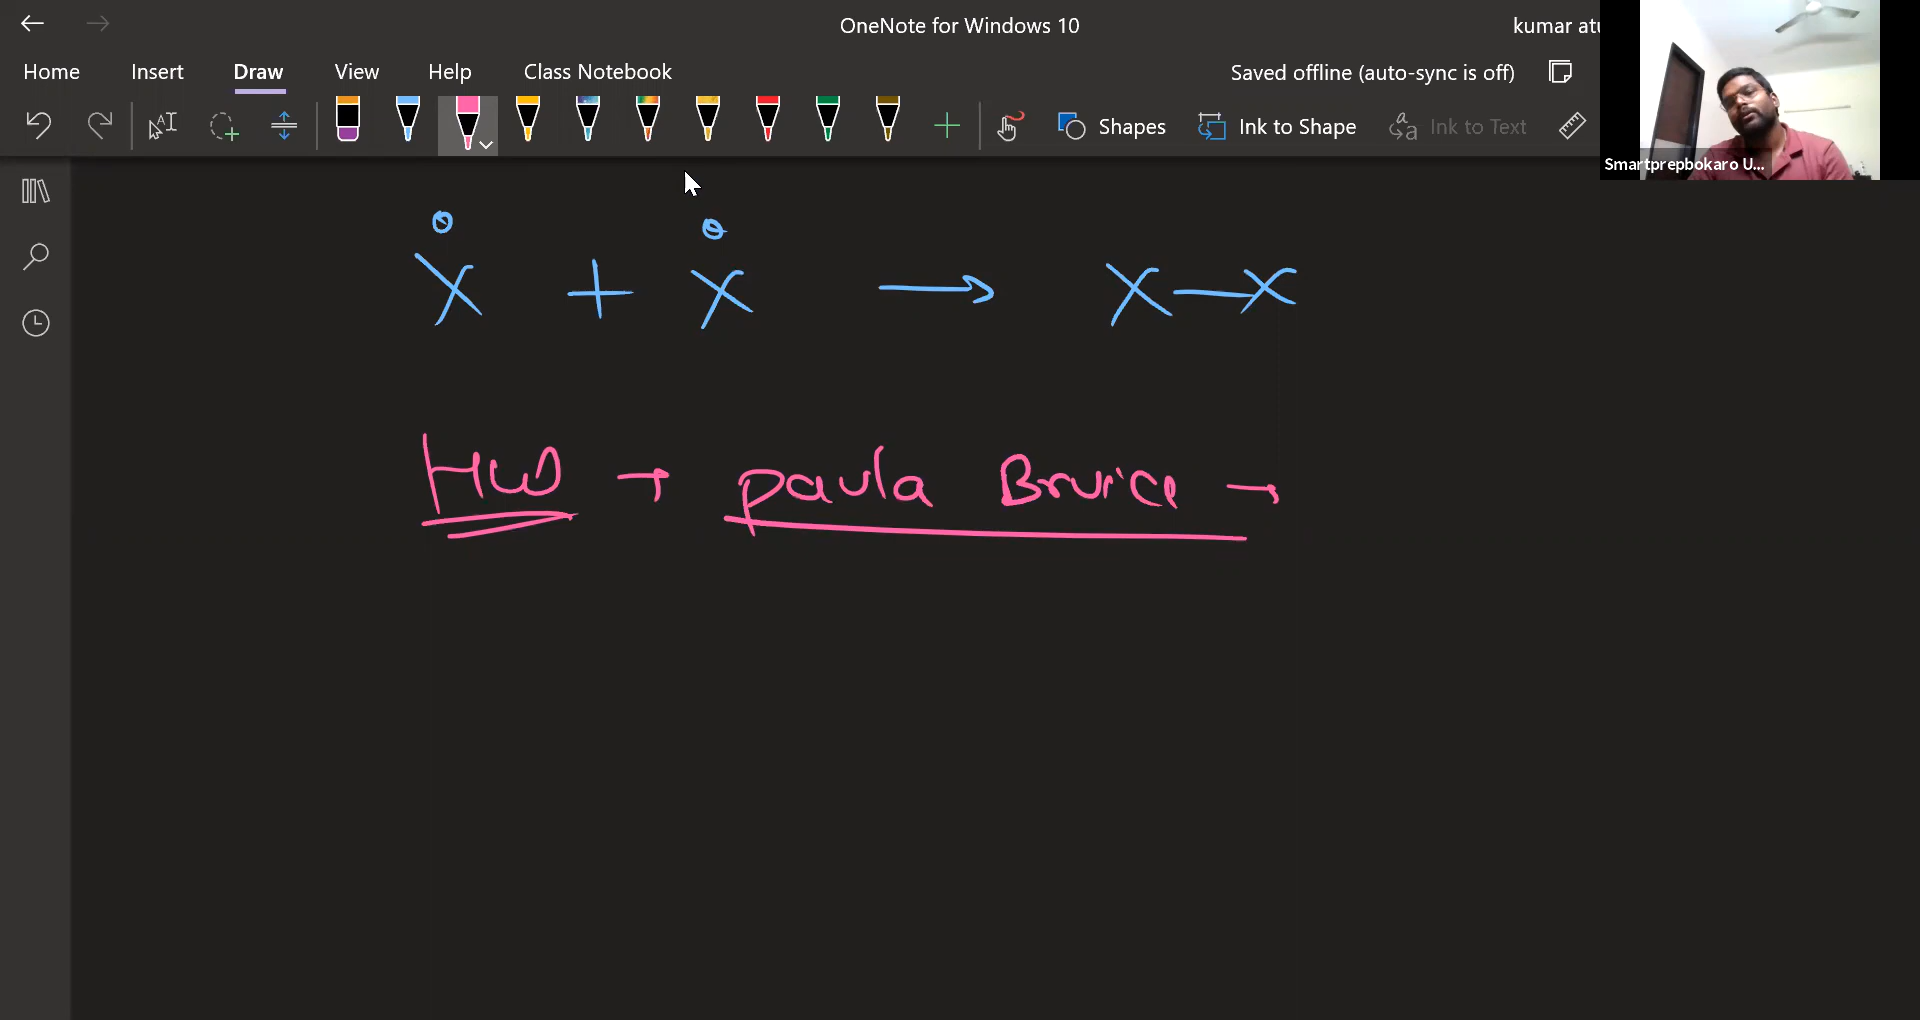 OneNote for Windows 10
kumar atu
Home Insert Draw View Help Class Notebook
Saved offline (auto-sync is off)
Shapes Ink to Shape Ink to Text
Smartprepbokaro U...
X + X → X—X
HW → paula Bruice →